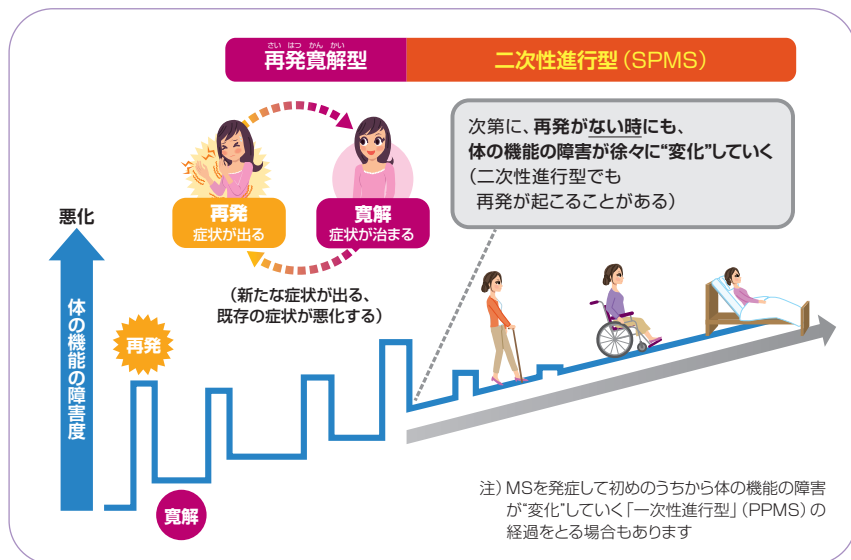 さい はつ かん かい
再発寛解型
二次性進行型（SPMS）
次第に、再発がない時にも、
体の機能の障害が徐々に“変化”していく
（二次性進行型でも
再発が起こることがある）
再発
症状が出る
寛解
症状が治まる
（新たな症状が出る、
既存の症状が悪化する）
悪化
体の機能の障害度
再発
寛解
注）MSを発症して初めのうちから体の機能の障害
が“変化”していく「一次性進行型」（PPMS）の
経過をとる場合もあります